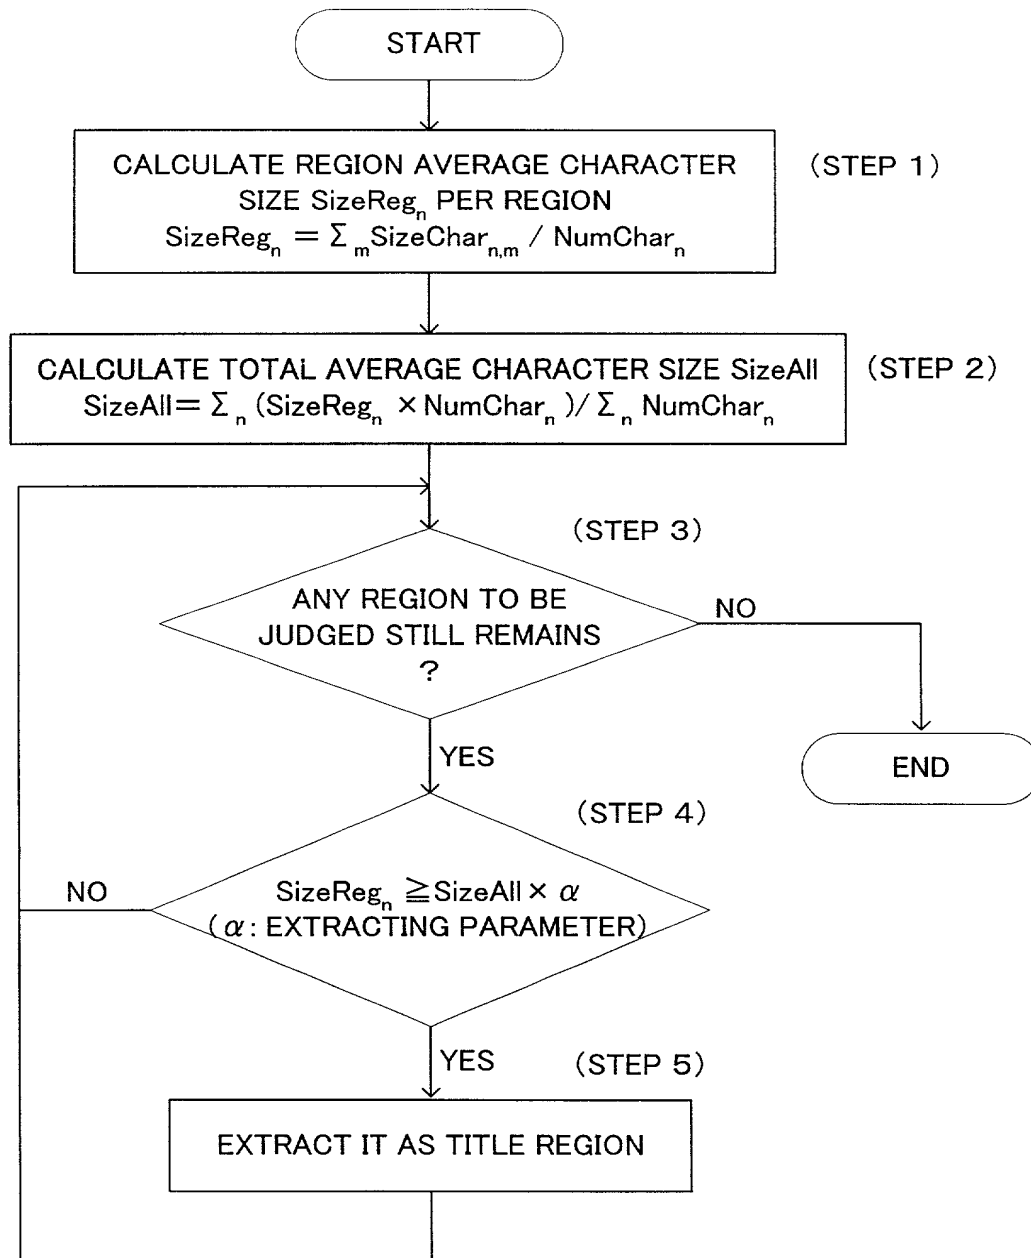 START
CALCULATE REGION AVERAGE CHARACTER
SIZE SizeRegₙ PER REGION
SizeRegₙ = Σₘ SizeCharₙ,ₘ / NumCharₙ
(STEP 1)
CALCULATE TOTAL AVERAGE CHARACTER SIZE SizeAll
SizeAll= Σₙ (SizeRegₙ × NumCharₙ)/ Σₙ NumCharₙ
(STEP 2)
(STEP 3)
ANY REGION TO BE
JUDGED STILL REMAINS
?
NO
YES
END
(STEP 4)
NO
SizeRegₙ ≧SizeAll× α
(α: EXTRACTING PARAMETER)
YES
(STEP 5)
EXTRACT IT AS TITLE REGION